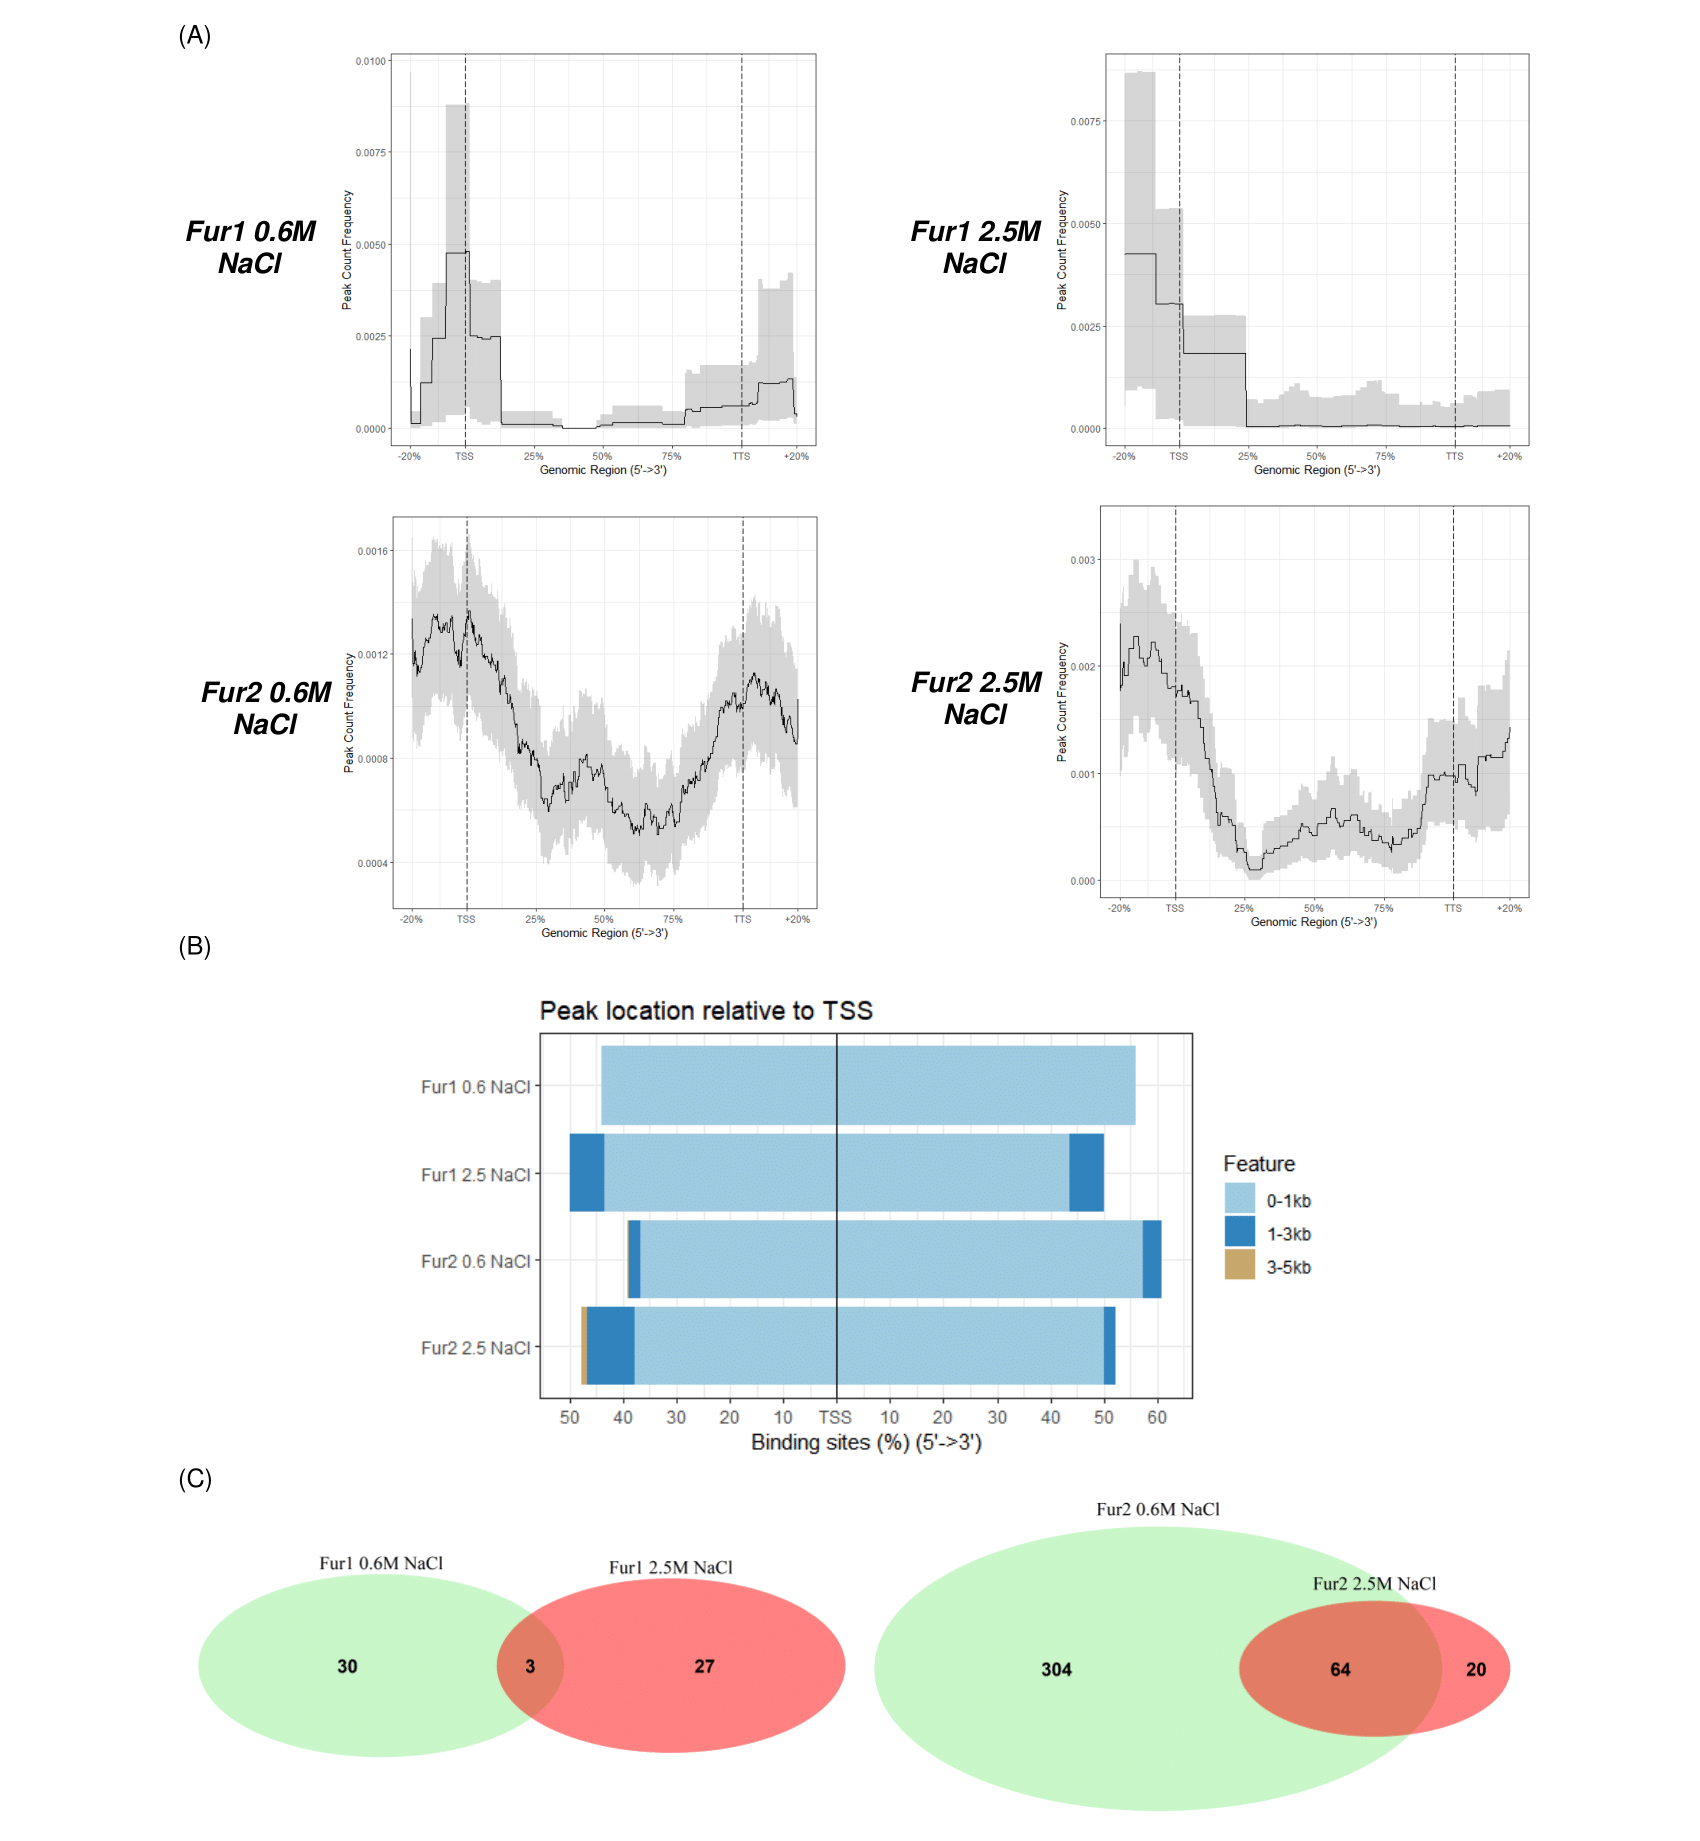 (A)
Fur1 0.6M
NaCl
Peak Count Frequency
0.0100
0.0075
0.0050
0.0025
0.0000
-20% TSS 25% 50% 75% TTS +20%
Genomic Region (5'->3')
Fur1 2.5M
NaCl
Peak Count Frequency
0.0075
0.0050
0.0025
0.0000
-20% TSS 25% 50% 75% TTS +20%
Genomic Region (5'->3')
Fur2 0.6M
NaCl
Peak Count Frequency
0.0016
0.0012
0.0008
0.0004
-20% TSS 25% 50% 75% TTS +20%
Genomic Region (5'->3')
Fur2 2.5M
NaCl
Peak Count Frequency
0.003
0.002
0.001
0.000
-20% TSS 25% 50% 75% TTS +20%
Genomic Region (5'->3')
(B)
Peak location relative to TSS
Fur1 0.6 NaCl
Fur1 2.5 NaCl
Fur2 0.6 NaCl
Fur2 2.5 NaCl
50 40 30 20 10 TSS 10 20 30 40 50 60
Binding sites (%) (5'->3')
Feature
0-1kb
1-3kb
3-5kb
(C)
Fur1 0.6M NaCl
Fur1 2.5M NaCl
30 3 27
Fur2 0.6M NaCl
Fur2 2.5M NaCl
304 64 20